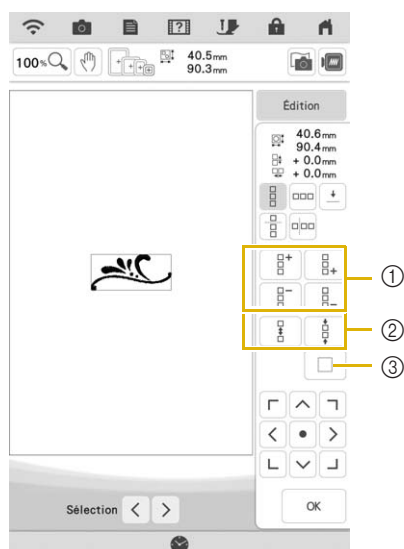 100% 40.5mm
90.3mm
Édition
40.6mm
90.4mm
+ 0.0mm
+ 0.0mm
①
②
③
Sélection
OK